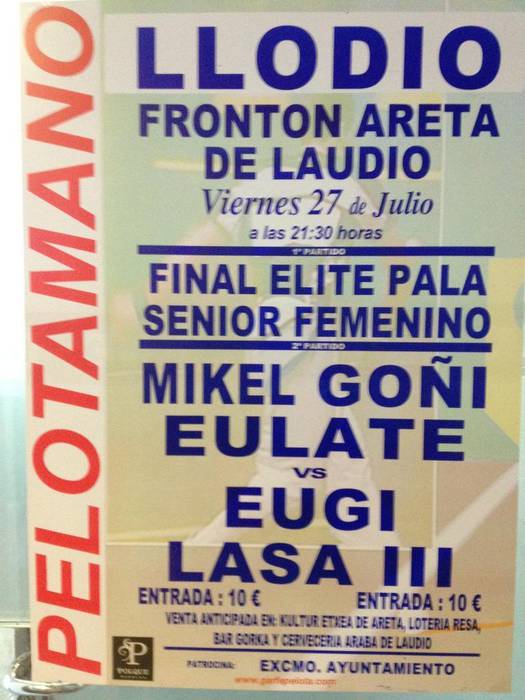 PELOTAMANO
LLODIO
FRONTON ARETA
DE LAUDIO
Viernes 27 de Julio
a las 21:30 horas
1º PARTIDO
FINAL ELITE PALA
SENIOR FEMENINO
2º PARTIDO
MIKEL GOÑI
EULATE
VS
EUGI
LASA III
ENTRADA : 10 € ENTRADA : 10 €
VENTA ANTICIPADA EN: KULTUR ETXEA DE ARETA, LOTERIA RESA,
BAR GORKA Y CERVECERIA ARABA DE LAUDIO
PATROCINA: EXCMO. AYUNTAMIENTO